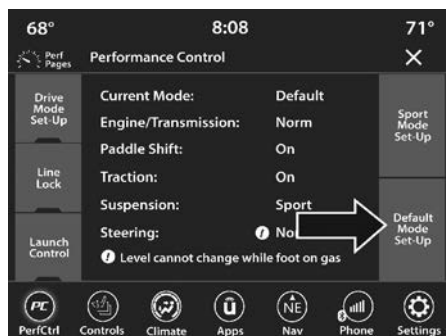 68° 8:08 71°
Perf Pages Performance Control
Drive Mode Set-Up
Line Lock
Launch Control
Current Mode: Default
Engine/Transmission: Norm
Paddle Shift: On
Traction: On
Suspension: Sport
Steering:
Level cannot change while foot on gas
Sport Mode Set-Up
Default Mode Set-Up
PC û NE
PerfCtrl Controls Climate Apps Nav Phone Settings